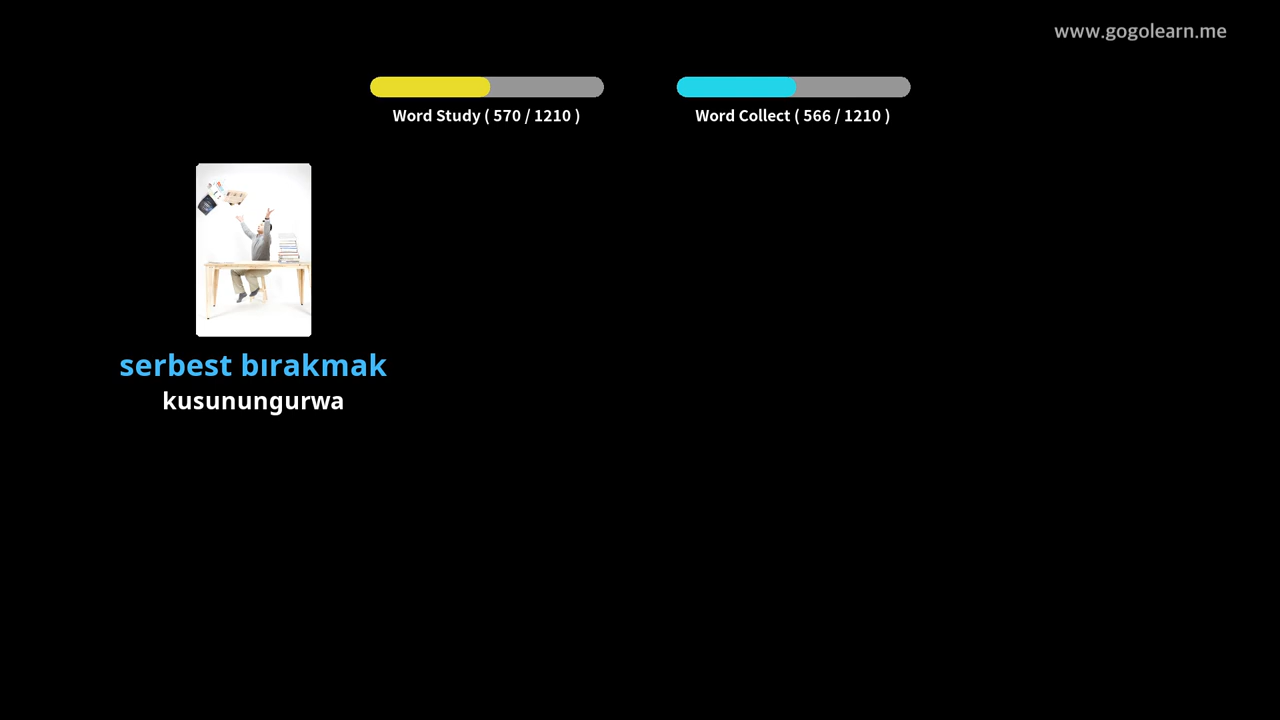 www.gogolearn.me
Word Study ( 570 / 1210 )
Word Collect ( 566 / 1210 )
serbest bırakmak
kusunungurwa